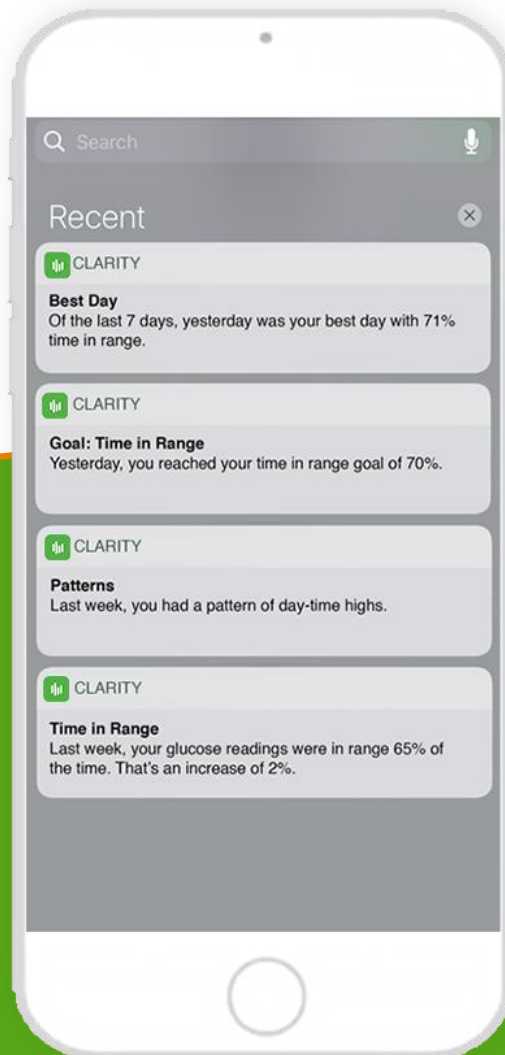 Search
Recent
CLARITY
Best Day
Of the last 7 days, yesterday was your best day with 71%
time in range.
CLARITY
Goal: Time in Range
Yesterday, you reached your time in range goal of 70%.
CLARITY
Patterns
Last week, you had a pattern of day-time highs.
CLARITY
Time in Range
Last week, your glucose readings were in range 65% of
the time. That's an increase of 2%.